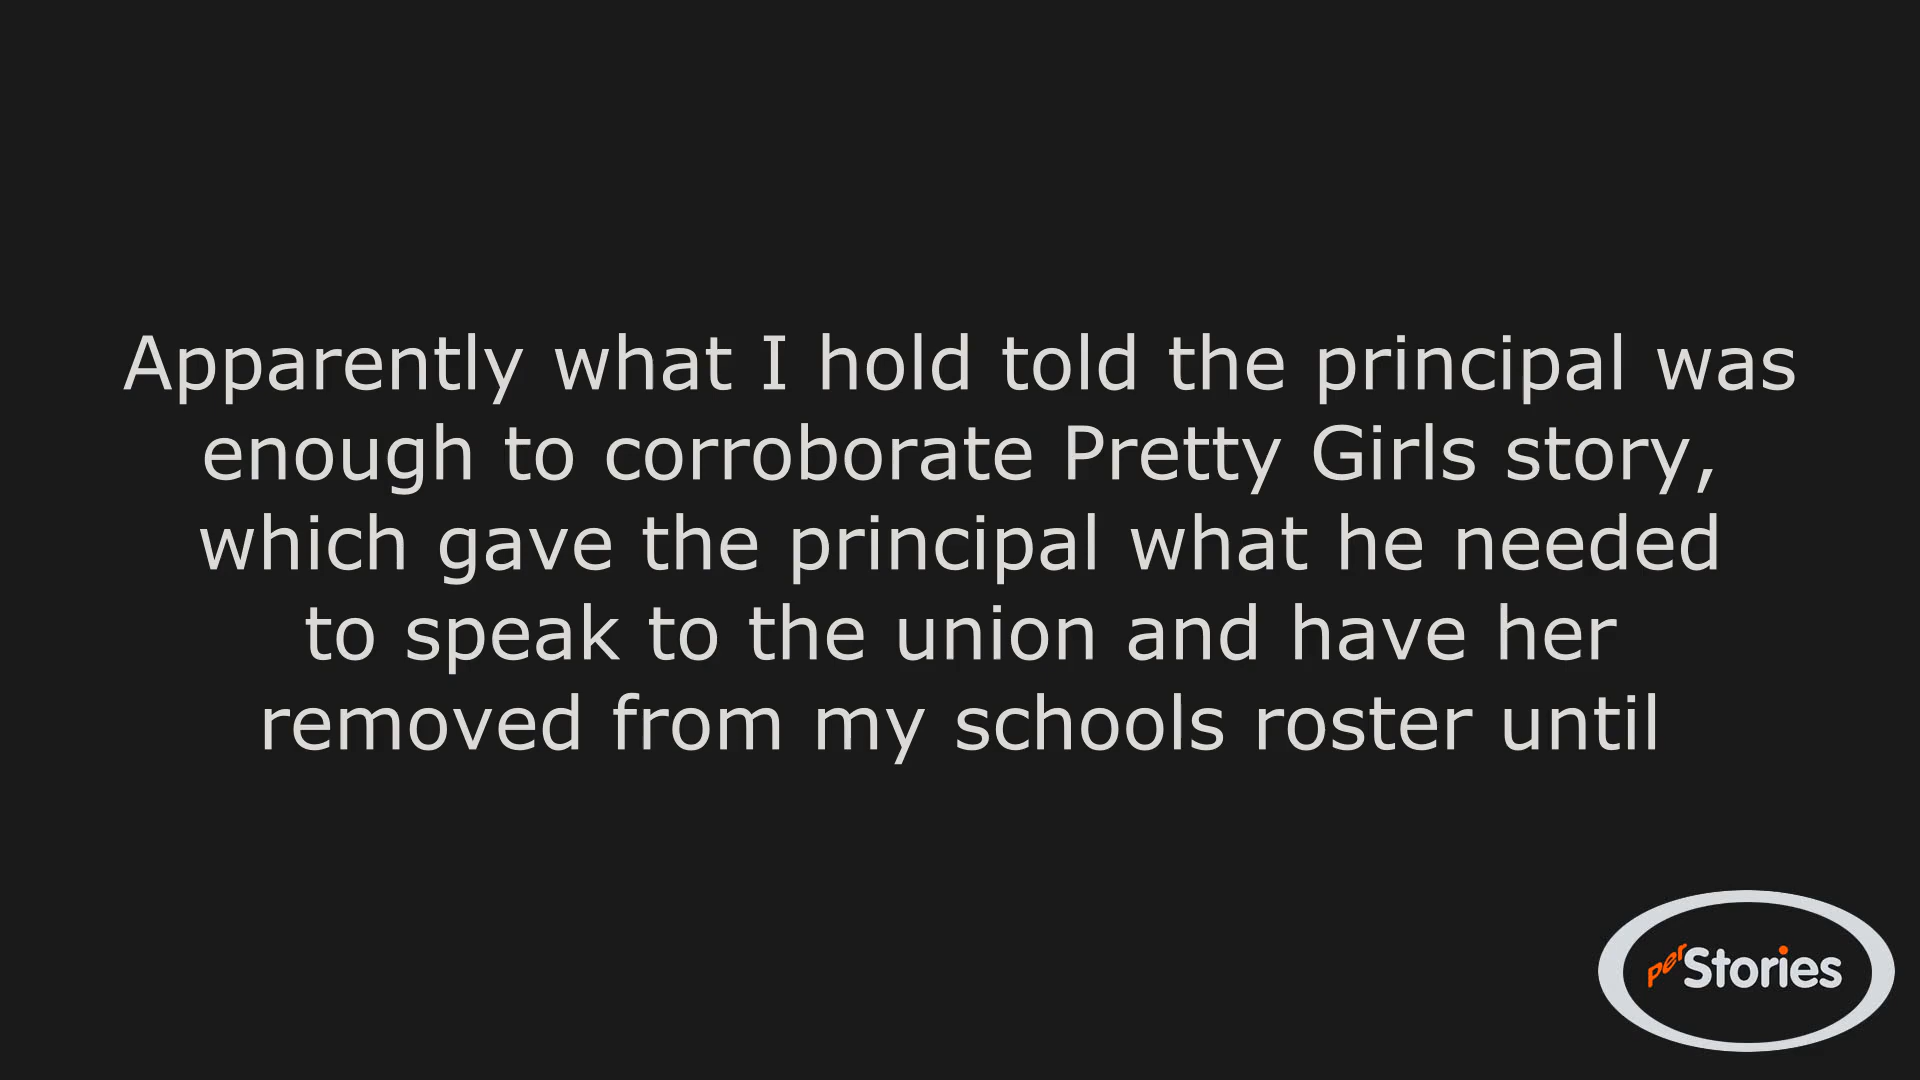 Apparently what I hold told the principal was
enough to corroborate Pretty Girls story,
which gave the principal what he needed
to speak to the union and have her
removed from my schools roster until
perStories